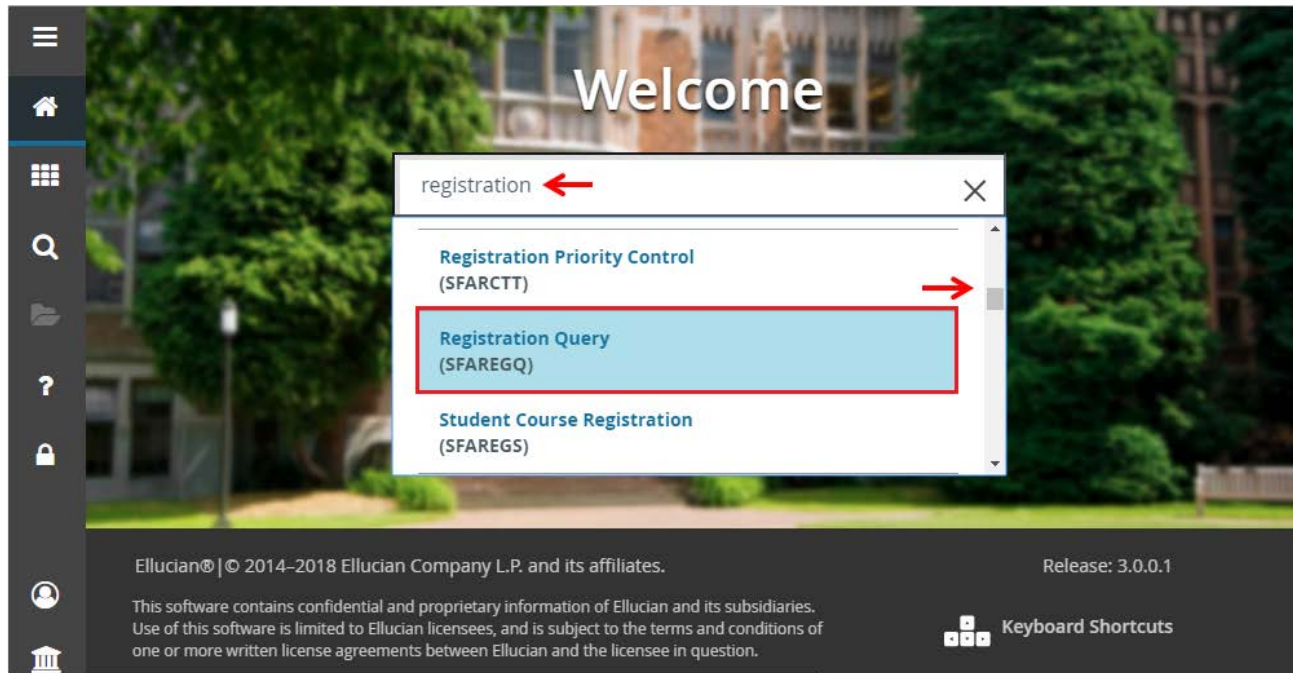 Welcome
registration
Registration Priority Control
(SFARCTT)
Registration Query
(SFAREGQ)
Student Course Registration
(SFAREGS)
Ellucian®|© 2014–2018 Ellucian Company L.P. and its affiliates.
Release: 3.0.0.1
This software contains confidential and proprietary information of Ellucian and its subsidiaries.
Use of this software is limited to Ellucian licensees, and is subject to the terms and conditions of
one or more written license agreements between Ellucian and the licensee in question.
Keyboard Shortcuts